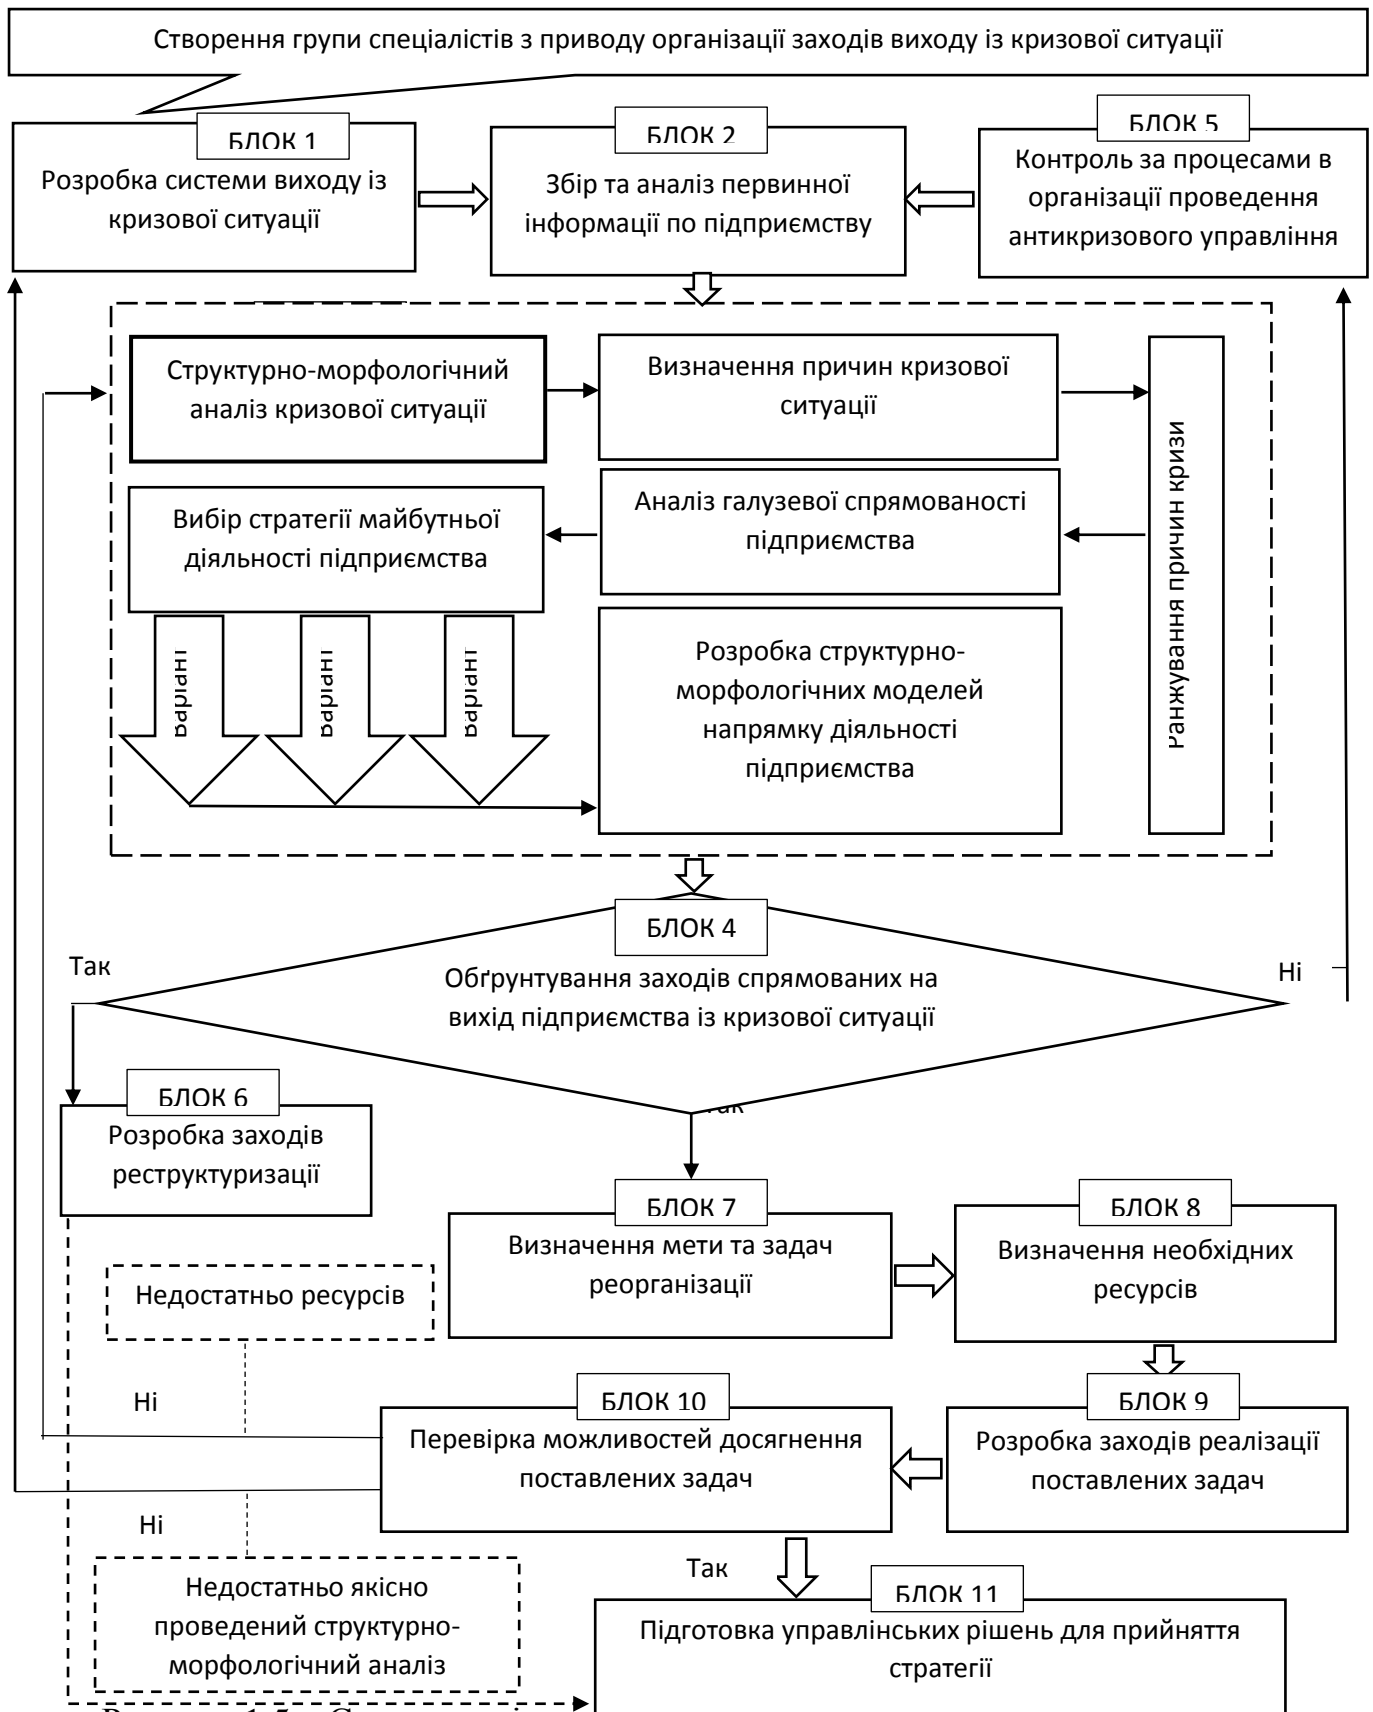 Створення групи спеціалістів з приводу організації заходів виходу із кризової ситуації
БЛОК 1
Розробка системи виходу із
кризової ситуації
БЛОК 2
Збір та аналіз первинної
інформації по підприємству
БЛОК 5
Контроль за процесами в
організації проведення
антикризового управління
Структурно-морфологічний
аналіз кризової ситуації
Визначення причин кризової
ситуації
Ранжування причин кризи
Вибір стратегії майбутньої
діяльності підприємства
Аналіз галузевої спрямованості
підприємства
Варіант
Варіант
Варіант
Розробка структурно-
морфологічних моделей
напрямку діяльності
підприємства
БЛОК 4
Так
Обґрунтування заходів спрямованих на
вихід підприємства із кризової ситуації
Ні
Так
БЛОК 6
Розробка заходів
реструктуризації
БЛОК 7
Визначення мети та задач
реорганізації
БЛОК 8
Визначення необхідних
ресурсів
Недостатньо ресурсів
Ні
БЛОК 10
Перевірка можливостей досягнення
поставлених задач
БЛОК 9
Розробка заходів реалізації
поставлених задач
Ні
Недостатньо якісно
проведений структурно-
морфологічний аналіз
Так
БЛОК 11
Підготовка управлінських рішень для прийняття
стратегії